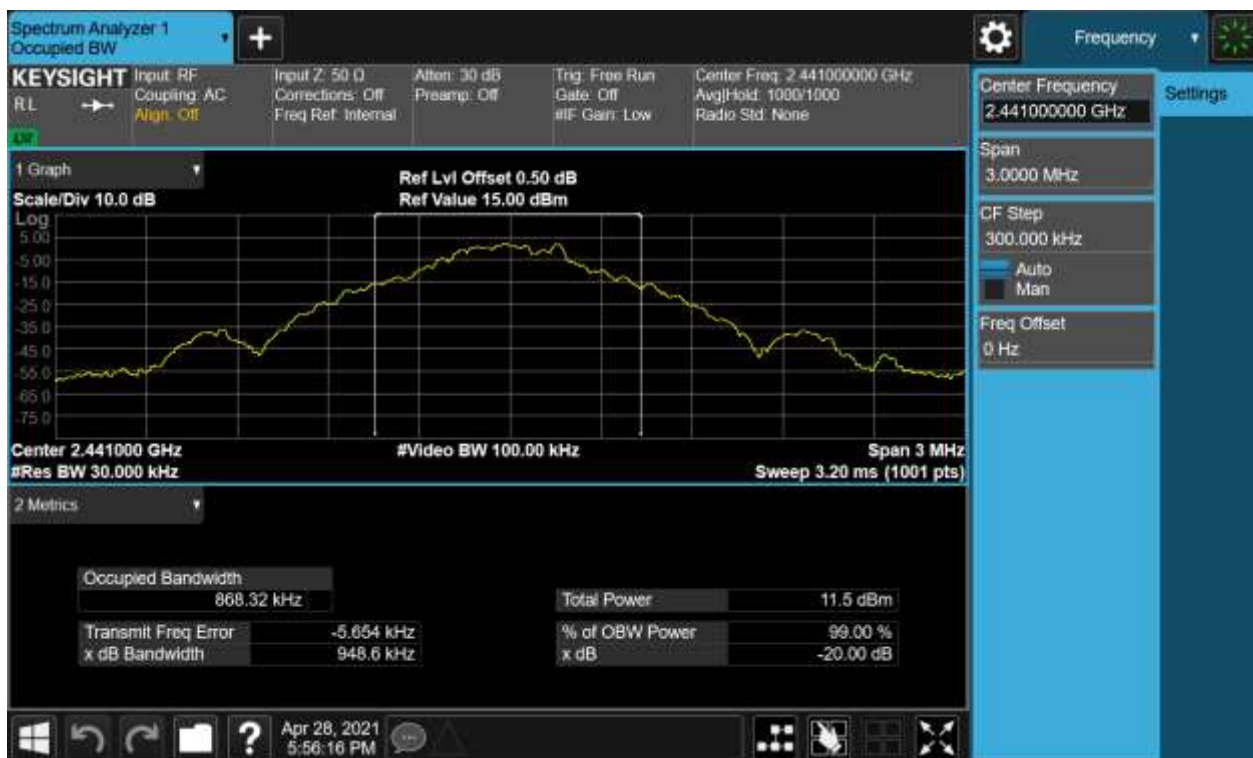 Spectrum Analyzer 1
Occupied BW
+
Frequency
KEYSIGHT
RL
Input: RF
Coupling: AC
Align: Off
Input Z: 50 Ω
Corrections: Off
Freq Ref: Internal
Atten: 30 dB
Preamp: Off
Trig: Free Run
Gate: Off
#IF Gain: Low
Center Freq: 2.441000000 GHz
Avg|Hold: 1000/1000
Radio Std: None
Center Frequency
2.441000000 GHz
Settings
Span
3.0000 MHz
CF Step
300.000 kHz
Auto
Man
Freq Offset
0 Hz
1 Graph
Scale/Div 10.0 dB
Ref Lvl Offset 0.50 dB
Ref Value 15.00 dBm
Log
5.00
-5.00
-15.0
-25.0
-35.0
-45.0
-55.0
-65.0
-75.0
Center 2.441000 GHz
#Res BW 30.000 kHz
#Video BW 100.00 kHz
Span 3 MHz
Sweep 3.20 ms (1001 pts)
2 Metrics
Occupied Bandwidth
868.32 kHz
Total Power 11.5 dBm
Transmit Freq Error -5.654 kHz
% of OBW Power 99.00 %
x dB Bandwidth 948.6 kHz
x dB -20.00 dB
?
Apr 28, 2021
5:56:16 PM